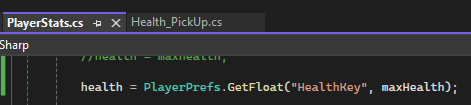 PlayerStats.cs Health_PickUp.cs
Sharp
//health = maxHealth;
health = PlayerPrefs.GetFloat("HealthKey", maxHealth);